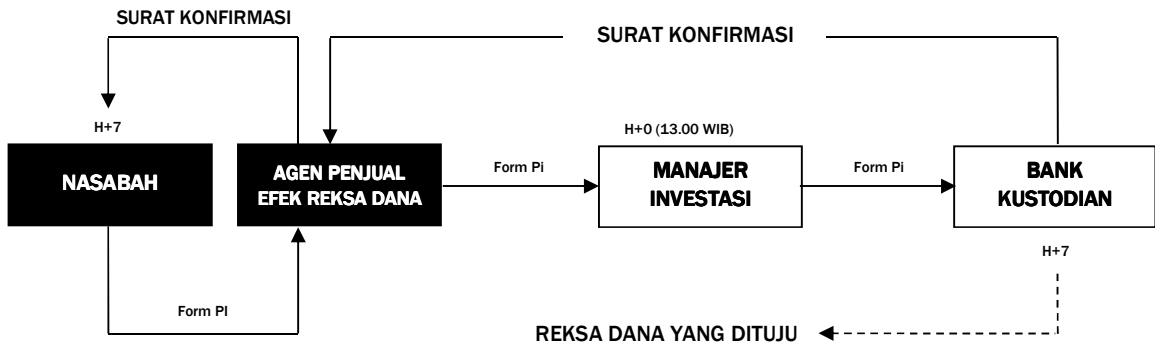 SURAT KONFIRMASI
SURAT KONFIRMASI
H+7
H+0 (13.00 WIB)
NASABAH
AGEN PENJUAL
EFEK REKSA DANA
Form Pi
MANAJER
INVESTASI
Form Pi
BANK
KUSTODIAN
H+7
Form PI
REKSA DANA YANG DITUJU